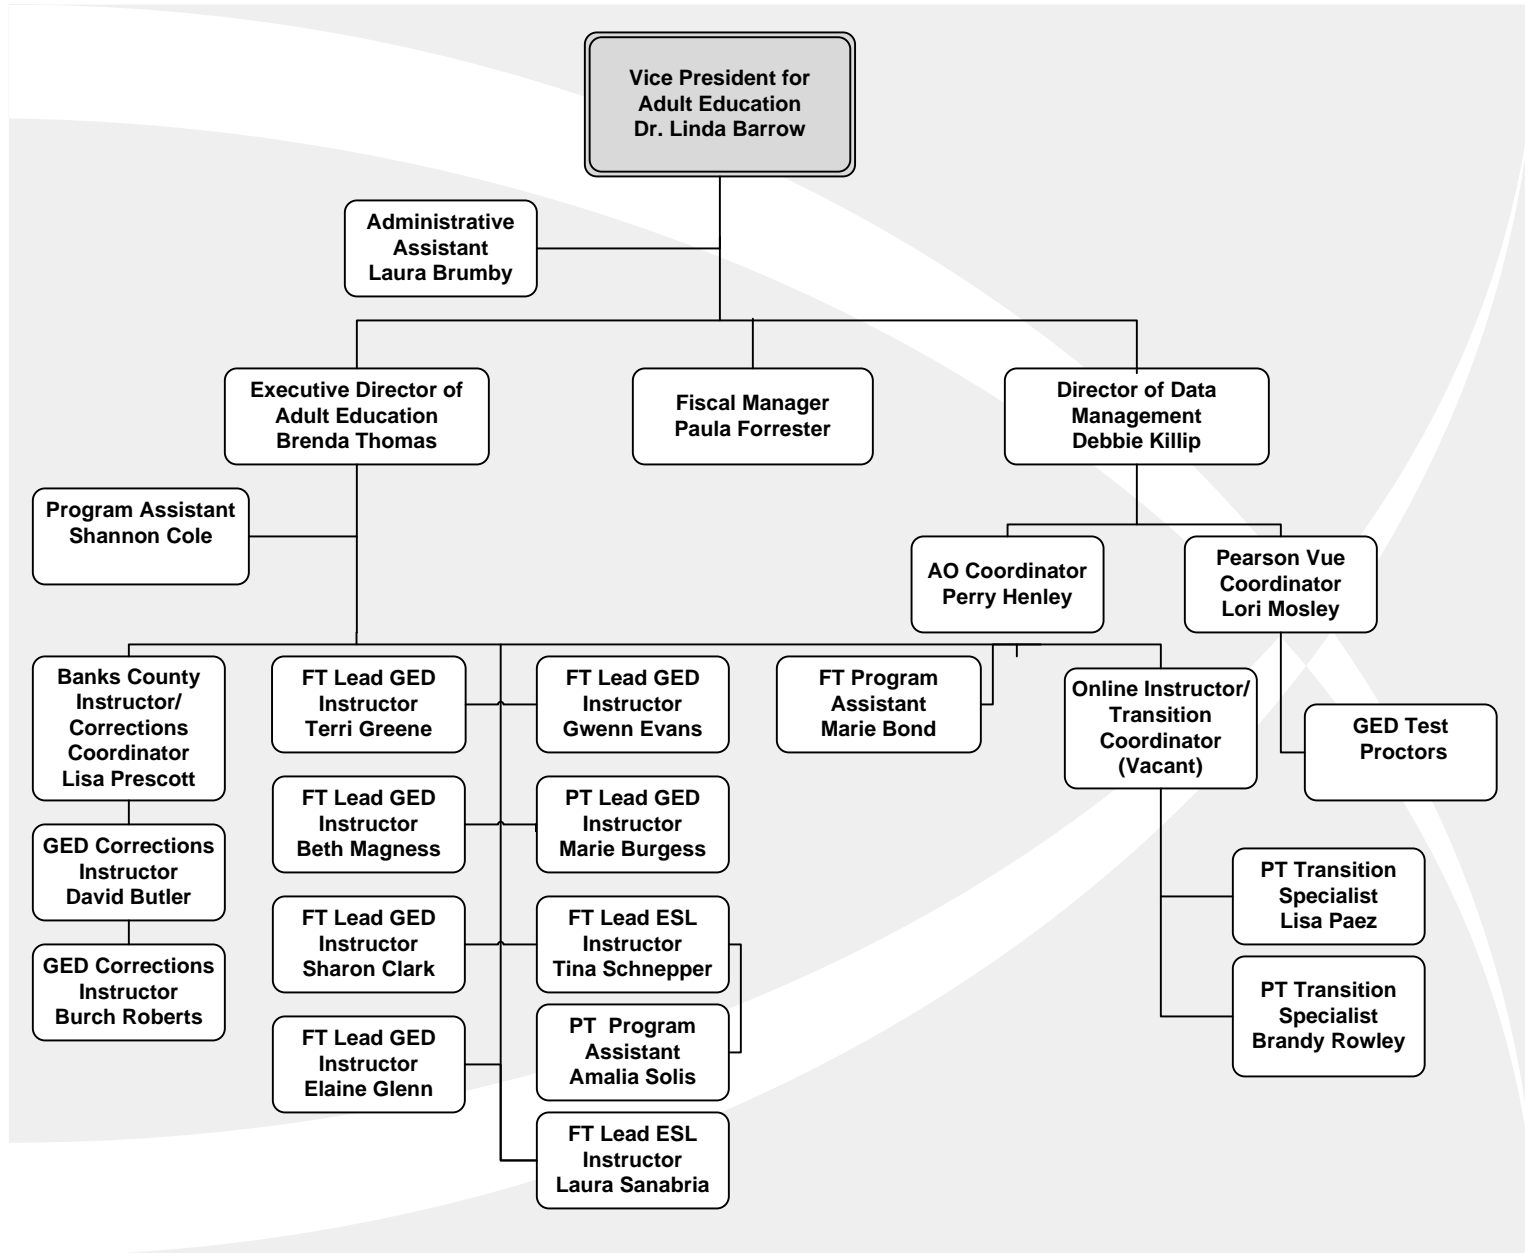 Vice President for
Adult Education
Dr. Linda Barrow
Administrative
Assistant
Laura Brumby
Executive Director of
Adult Education
Brenda Thomas
Fiscal Manager
Paula Forrester
Director of Data
Management
Debbie Killip
Program Assistant
Shannon Cole
AO Coordinator
Perry Henley
Pearson Vue
Coordinator
Lori Mosley
Banks County
Instructor/
Corrections
Coordinator
Lisa Prescott
FT Lead GED
Instructor
Terri Greene
FT Lead GED
Instructor
Gwenn Evans
FT Program
Assistant
Marie Bond
Online Instructor/
Transition
Coordinator
(Vacant)
GED Test
Proctors
FT Lead GED
Instructor
Beth Magness
PT Lead GED
Instructor
Marie Burgess
GED Corrections
Instructor
David Butler
PT Transition
Specialist
Lisa Paez
FT Lead GED
Instructor
Sharon Clark
FT Lead ESL
Instructor
Tina Schnepper
GED Corrections
Instructor
Burch Roberts
PT Transition
Specialist
Brandy Rowley
FT Lead GED
Instructor
Elaine Glenn
PT  Program
Assistant
Amalia Solis
FT Lead ESL
Instructor
Laura Sanabria